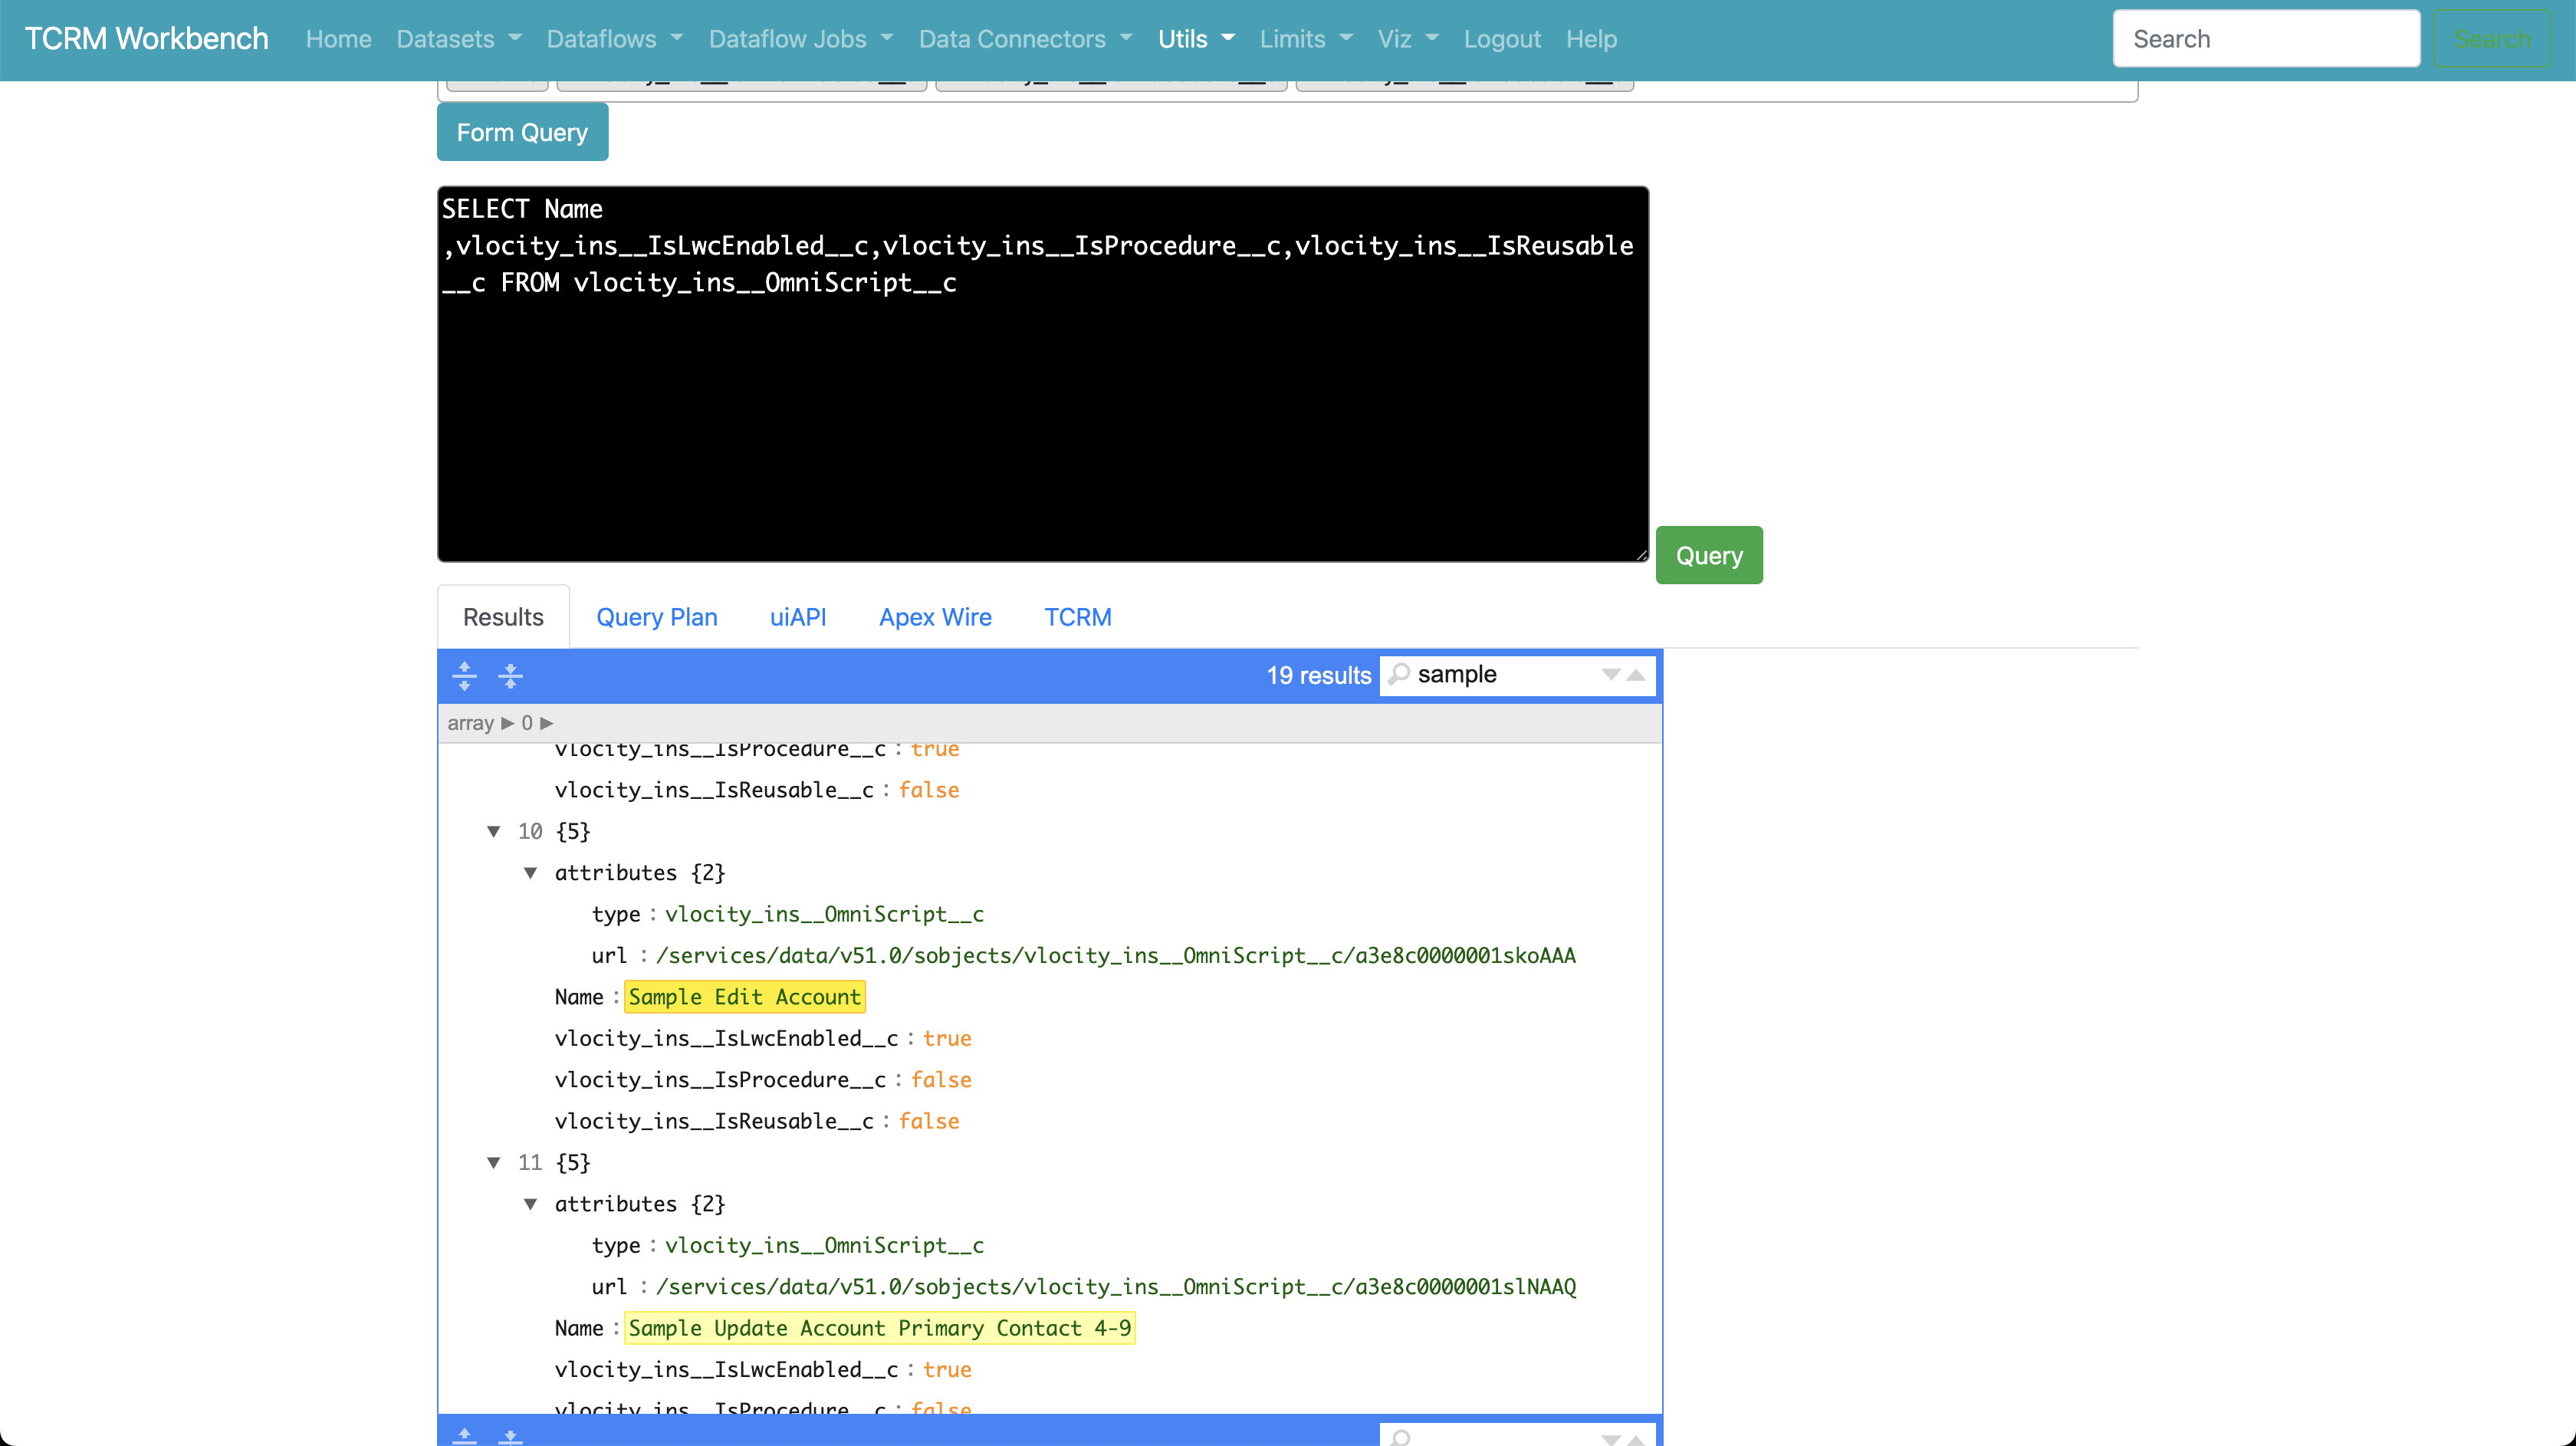 TCRM Workbench Home Datasets Dataflows Dataflow Jobs Data Connectors Utils Limits Viz Logout Help Search Search
Form Query
SELECT Name
,vlocity_ins__IsLwcEnabled__c,vlocity_ins__IsProcedure__c,vlocity_ins__IsReusable
__c FROM vlocity_ins__OmniScript__c
Query
Results Query Plan uiAPI Apex Wire TCRM
19 results sample
array ► 0 ►
vlocity_ins__IsProcedure__c : true
vlocity_ins__IsReusable__c : false
▼ 10 {5}
▼ attributes {2}
type : vlocity_ins__OmniScript__c
url : /services/data/v51.0/sobjects/vlocity_ins__OmniScript__c/a3e8c0000001skoAAA
Name : Sample Edit Account
vlocity_ins__IsLwcEnabled__c : true
vlocity_ins__IsProcedure__c : false
vlocity_ins__IsReusable__c : false
▼ 11 {5}
▼ attributes {2}
type : vlocity_ins__OmniScript__c
url : /services/data/v51.0/sobjects/vlocity_ins__OmniScript__c/a3e8c0000001slNAAQ
Name : Sample Update Account Primary Contact 4-9
vlocity_ins__IsLwcEnabled__c : true
vlocity_ins__IsProcedure__c : false